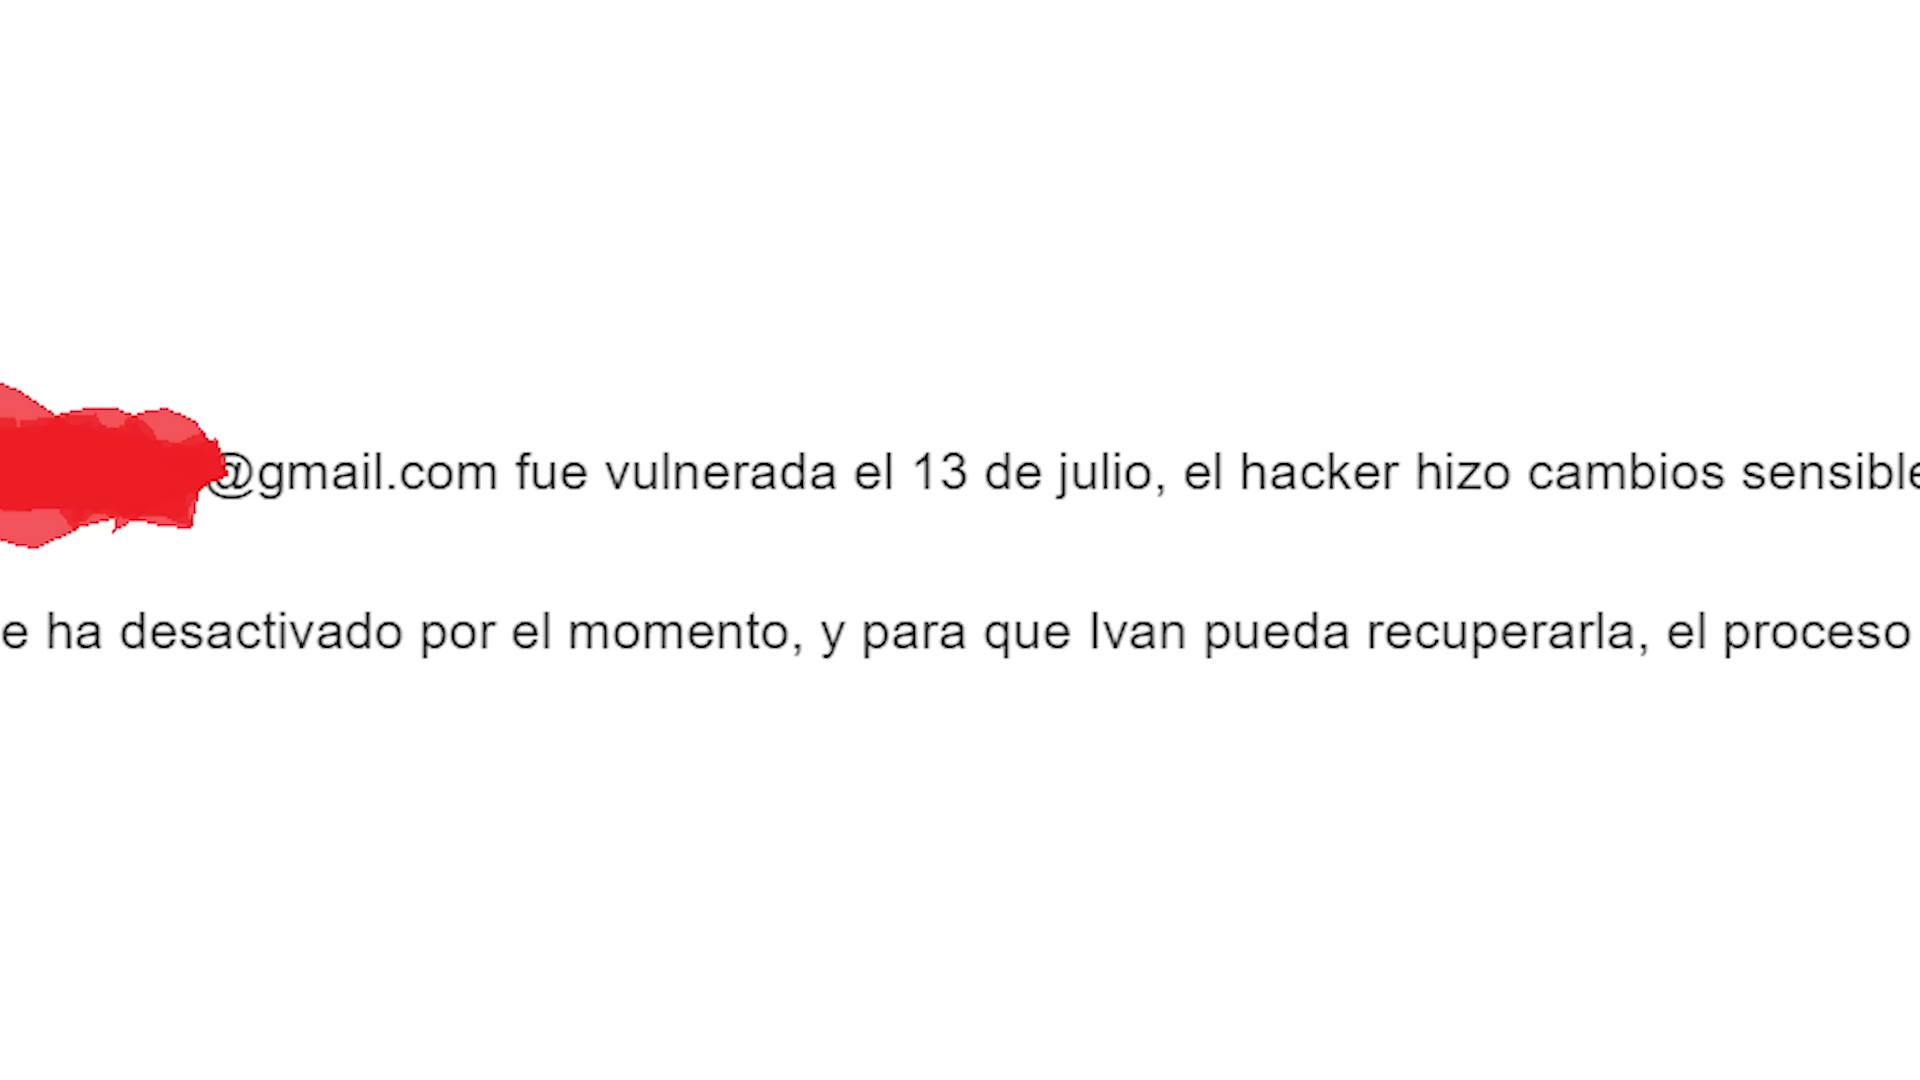 @gmail.com fue vulnerada el 13 de julio, el hacker hizo cambios sensible
e ha desactivado por el momento, y para que Ivan pueda recuperarla, el proceso